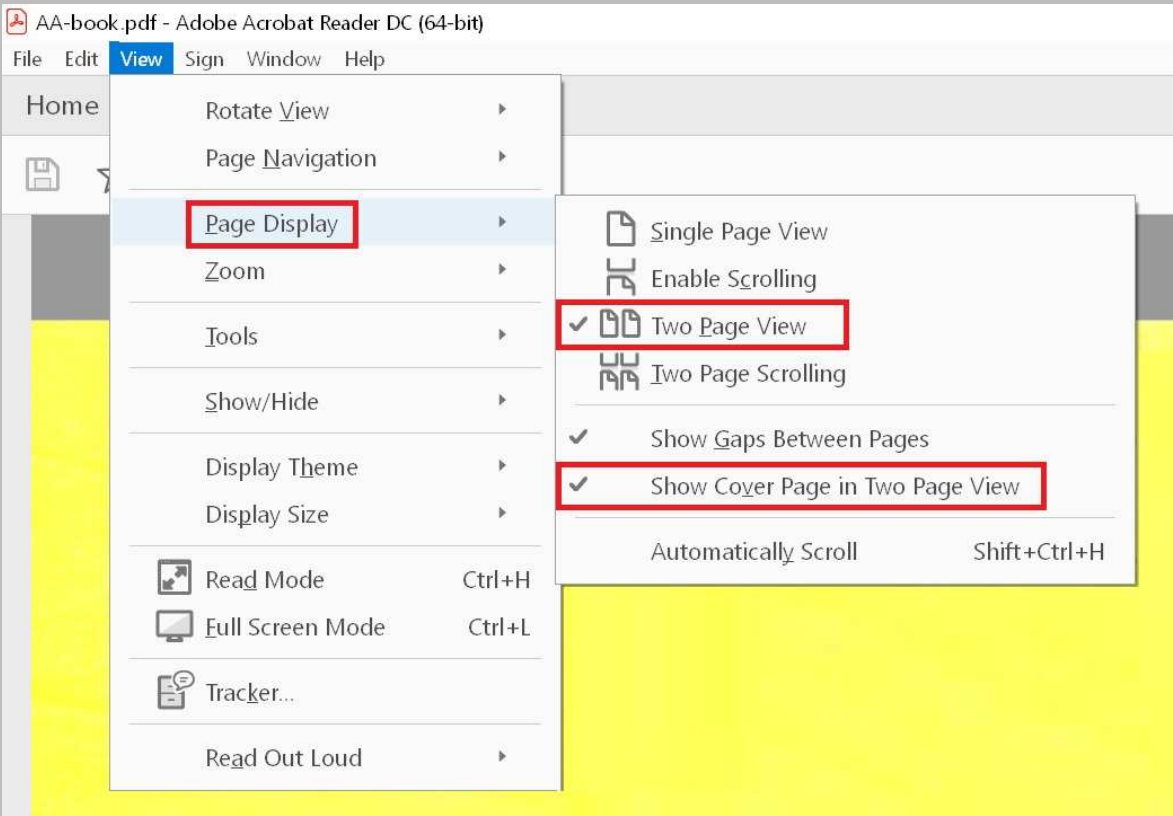 AA-book.pdf - Adobe Acrobat Reader DC (64-bit)
File Edit View Sign Window Help
Home
Rotate View
Page Navigation
Page Display
Zoom
Tools
Show/Hide
Display Theme
Display Size
Read Mode Ctrl+H
Full Screen Mode Ctrl+L
Tracker...
Read Out Loud
Single Page View
Enable Scrolling
Two Page View
Two Page Scrolling
Show Gaps Between Pages
Show Cover Page in Two Page View
Automatically Scroll Shift+Ctrl+H